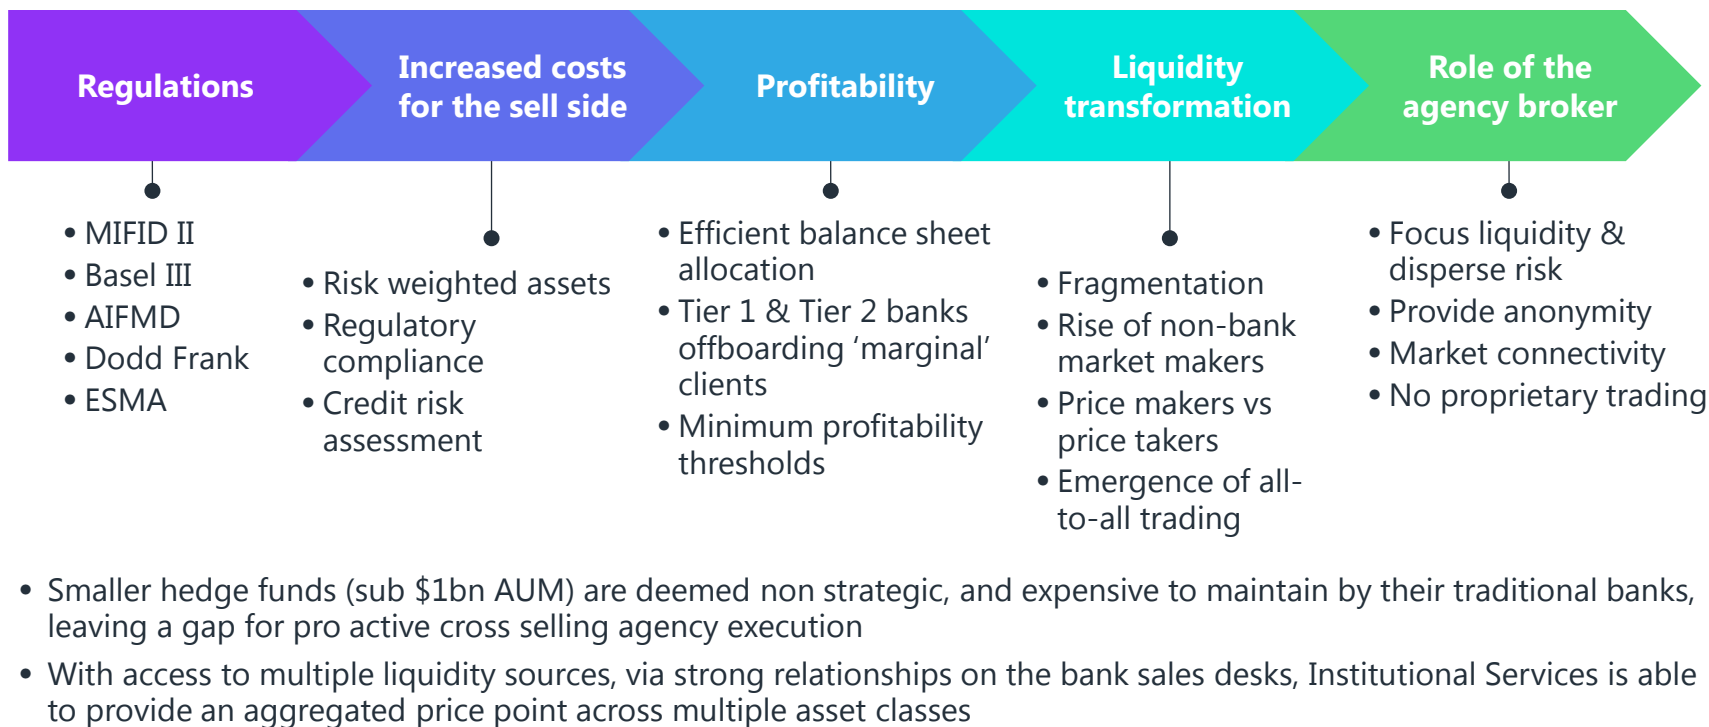 Regulations
Increased costs
for the sell side
Profitability
Liquidity
transformation
Role of the
agency broker
• MIFID II
• Basel III
• AIFMD
• Dodd Frank
• ESMA
• Risk weighted assets
• Regulatory
compliance
• Credit risk
assessment
• Efficient balance sheet
allocation
• Tier 1 & Tier 2 banks
offboarding ‘marginal’
clients
• Minimum profitability
thresholds
• Fragmentation
• Rise of non-bank
market makers
• Price makers vs
price takers
• Emergence of all-
to-all trading
• Focus liquidity &
disperse risk
• Provide anonymity
• Market connectivity
• No proprietary trading
• Smaller hedge funds (sub $1bn AUM) are deemed non strategic, and expensive to maintain by their traditional banks,
leaving a gap for pro active cross selling agency execution
• With access to multiple liquidity sources, via strong relationships on the bank sales desks, Institutional Services is able
to provide an aggregated price point across multiple asset classes